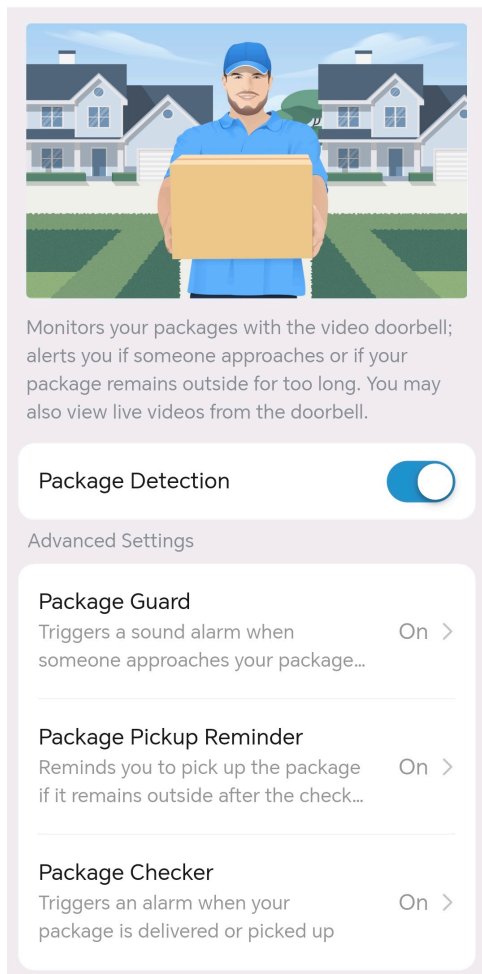 Monitors your packages with the video doorbell;
alerts you if someone approaches or if your
package remains outside for too long. You may
also view live videos from the doorbell.
Package Detection
Advanced Settings
Package Guard
Triggers a sound alarm when
someone approaches your package...
On
Package Pickup Reminder
Reminds you to pick up the package
if it remains outside after the check...
On
Package Checker
Triggers an alarm when your
package is delivered or picked up
On